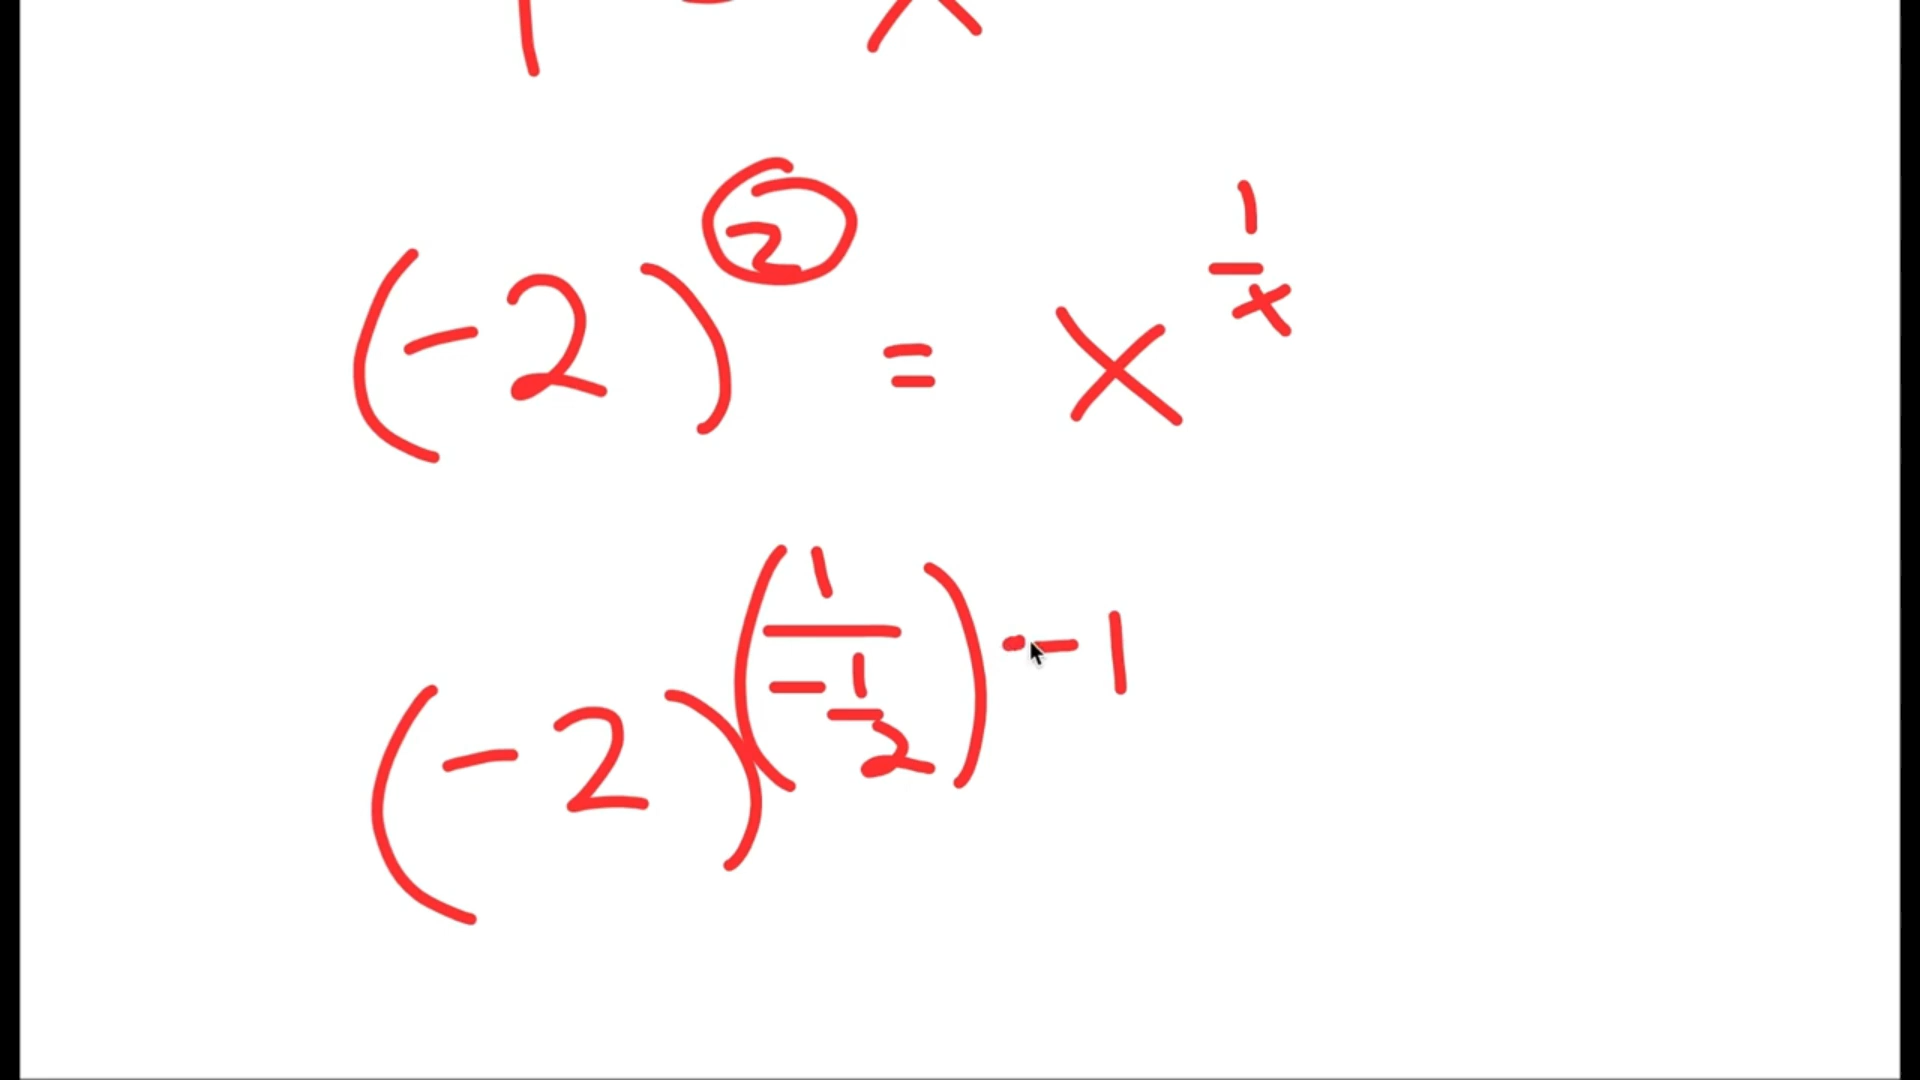 (-2)^2 = x^(1/x)
(-2)^(1/(-1/2)) · -1